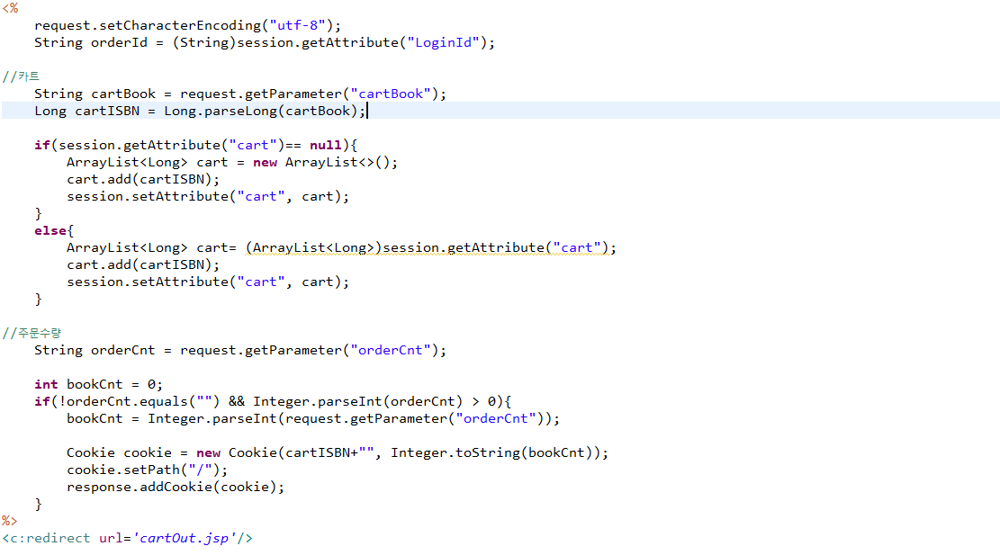 <%
    request.setCharacterEncoding("utf-8");
    String orderId = (String)session.getAttribute("LoginId");

//카트
    String cartBook = request.getParameter("cartBook");
    Long cartISBN = Long.parseLong(cartBook);

    if(session.getAttribute("cart")== null){
        ArrayList<Long> cart = new ArrayList<>();
        cart.add(cartISBN);
        session.setAttribute("cart", cart);
    }
    else{
        ArrayList<Long> cart= (ArrayList<Long>)session.getAttribute("cart");
        cart.add(cartISBN);
        session.setAttribute("cart", cart);
    }

//주문수량
    String orderCnt = request.getParameter("orderCnt");

    int bookCnt = 0;
    if(!orderCnt.equals("") && Integer.parseInt(orderCnt) > 0){
        bookCnt = Integer.parseInt(request.getParameter("orderCnt"));

        Cookie cookie = new Cookie(cartISBN+"", Integer.toString(bookCnt));
        cookie.setPath("/");
        response.addCookie(cookie);
    }
%>
<c:redirect url='cartOut.jsp'/>